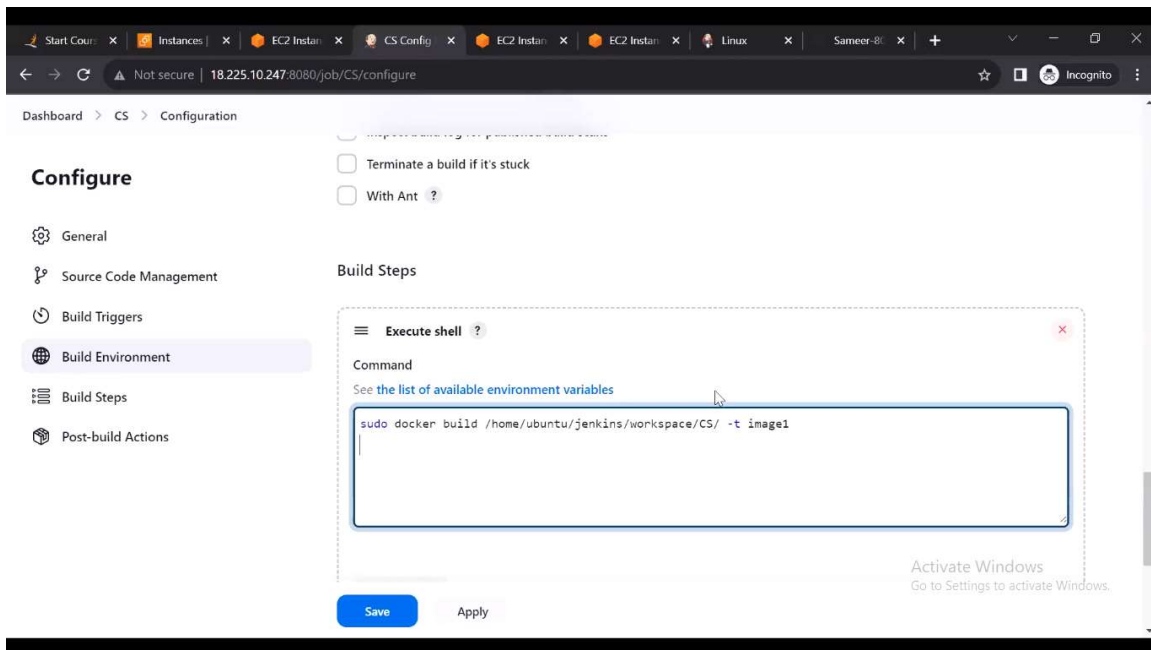 Start Cour
Instances |
EC2 Instan
CS Config
EC2 Instan
EC2 Instan
Linux
Sameer-80
Not secure | 18.225.10.247:8080/job/CS/configure
Incognito
Dashboard > CS > Configuration
Configure
General
Source Code Management
Build Triggers
Build Environment
Build Steps
Post-build Actions
Terminate a build if it's stuck
With Ant ?
Build Steps
Execute shell ?
Command
See the list of available environment variables
sudo docker build /home/ubuntu/jenkins/workspace/CS/ -t image1
Save
Apply
Activate Windows
Go to Settings to activate Windows.